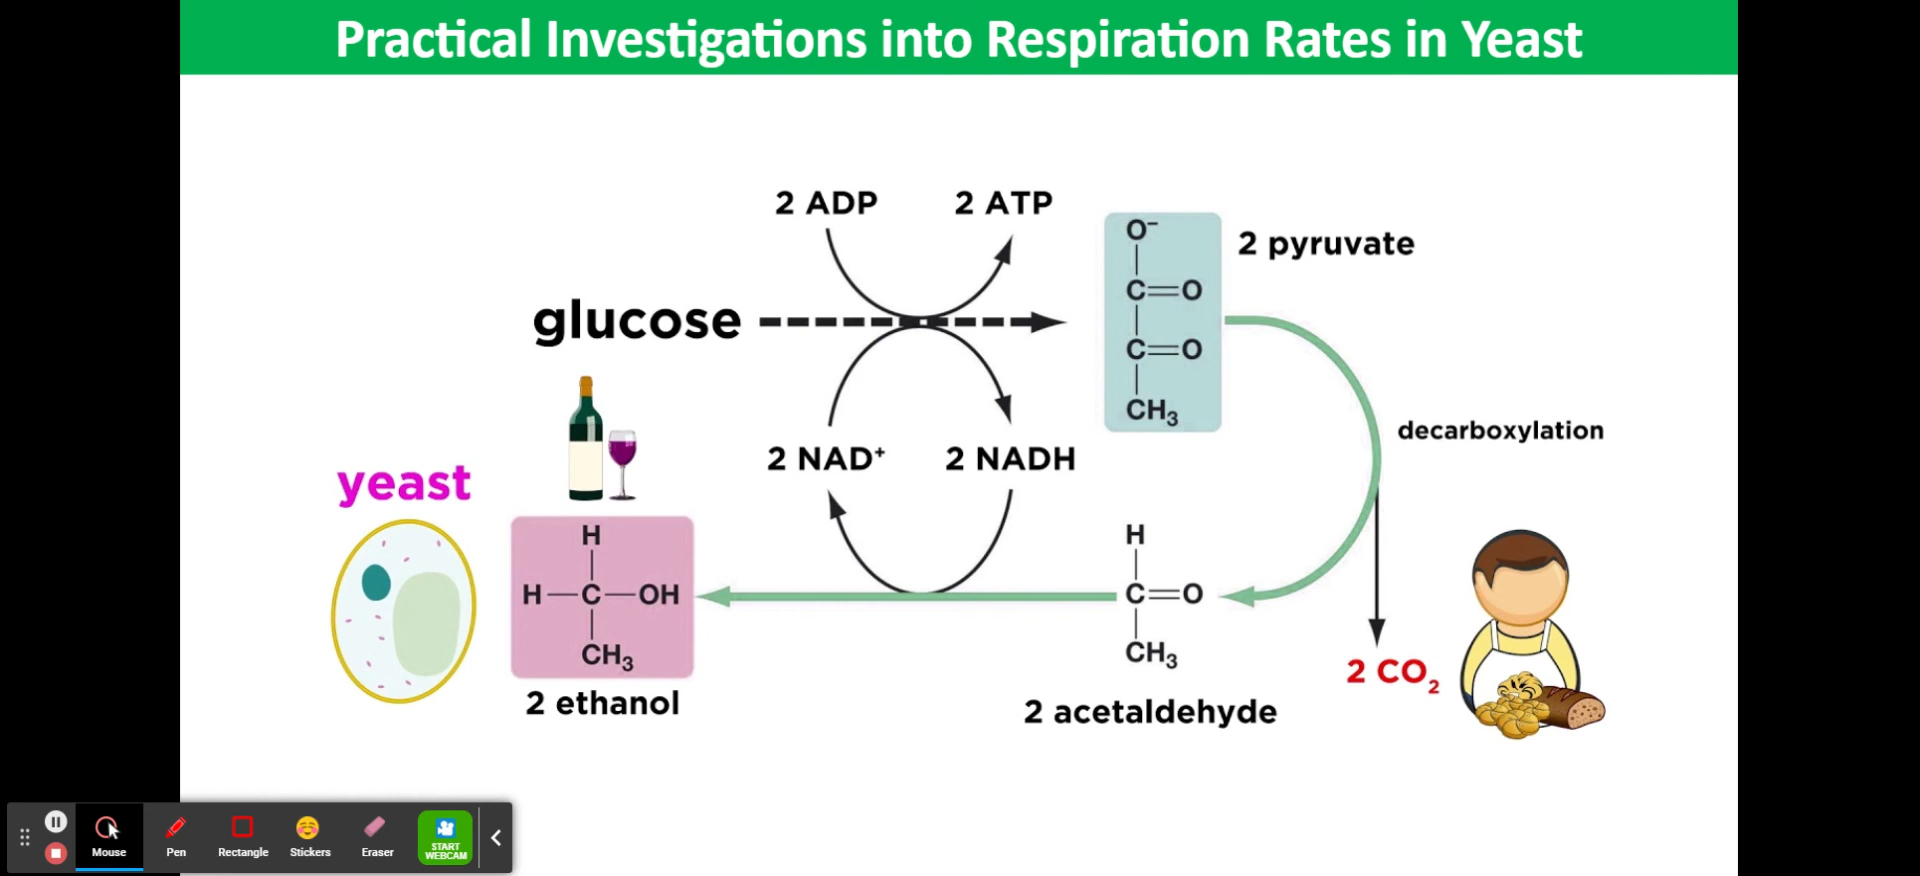 Practical Investigations into Respiration Rates in Yeast
2 ADP
2 ATP
glucose
2 NAD⁺
2 NADH
O⁻
C=O
C=O
CH₃
2 pyruvate
decarboxylation
2 CO₂
H
C=O
CH₃
2 acetaldehyde
yeast
H
H—C—OH
CH₃
2 ethanol
Mouse
Pen
Rectangle
Stickers
Eraser
START
WEBCAM